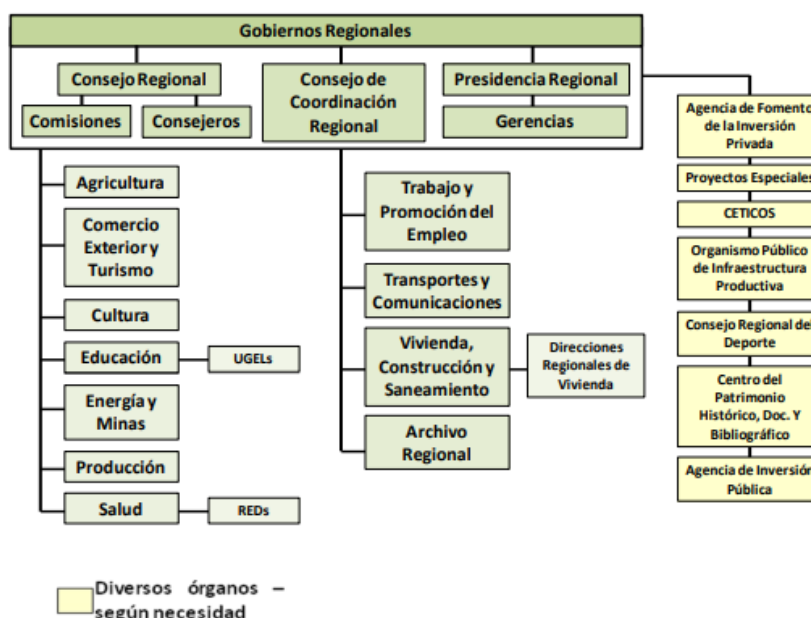 Gobiernos Regionales
Consejo Regional
Comisiones
Consejeros
Consejo de
Coordinación
Regional
Presidencia Regional
Gerencias
Agricultura
Comercio
Exterior y
Turismo
Cultura
Educación
UGELs
Energía y
Minas
Producción
Salud
REDs
Trabajo y
Promoción del
Empleo
Transportes y
Comunicaciones
Vivienda,
Construcción y
Saneamiento
Direcciones
Regionales de
Vivienda
Archivo
Regional
Agencia de Fomento
de la Inversión
Privada
Proyectos Especiales
CETICOS
Organismo Público
de Infraestructura
Productiva
Consejo Regional del
Deporte
Centro del
Patrimonio
Histórico, Doc. Y
Bibliográfico
Agencia de Inversión
Pública
Diversos órganos –
según necesidad